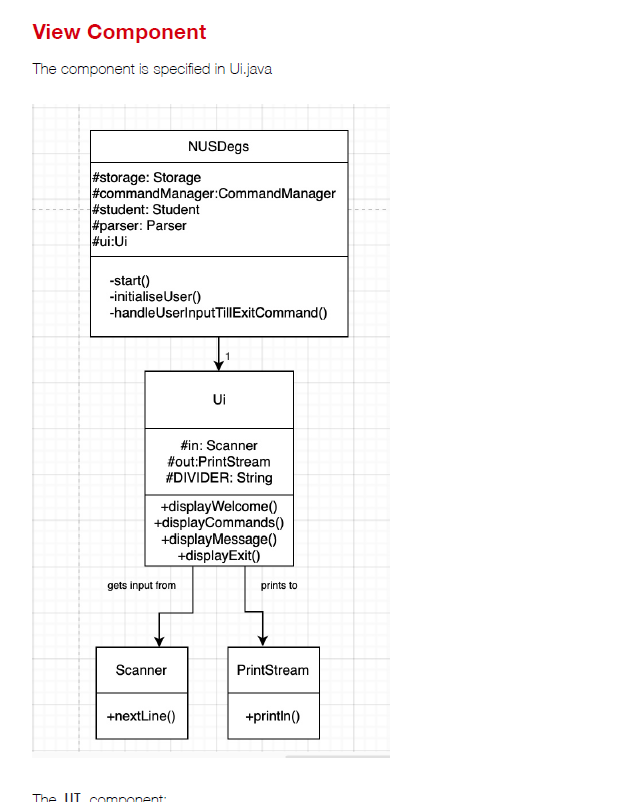 View Component
The component is specified in Ui.java
NUSDegs
#storage: Storage
#commandManager:CommandManager
#student: Student
#parser: Parser
#ui:Ui
-start()
-initialiseUser()
-handleUserInputTillExitCommand()
1
Ui
#in: Scanner
#out:PrintStream
#DIVIDER: String
+displayWelcome()
+displayCommands()
+displayMessage()
+displayExit()
gets input from
prints to
Scanner
PrintStream
+nextLine()
+println()
The UI component: